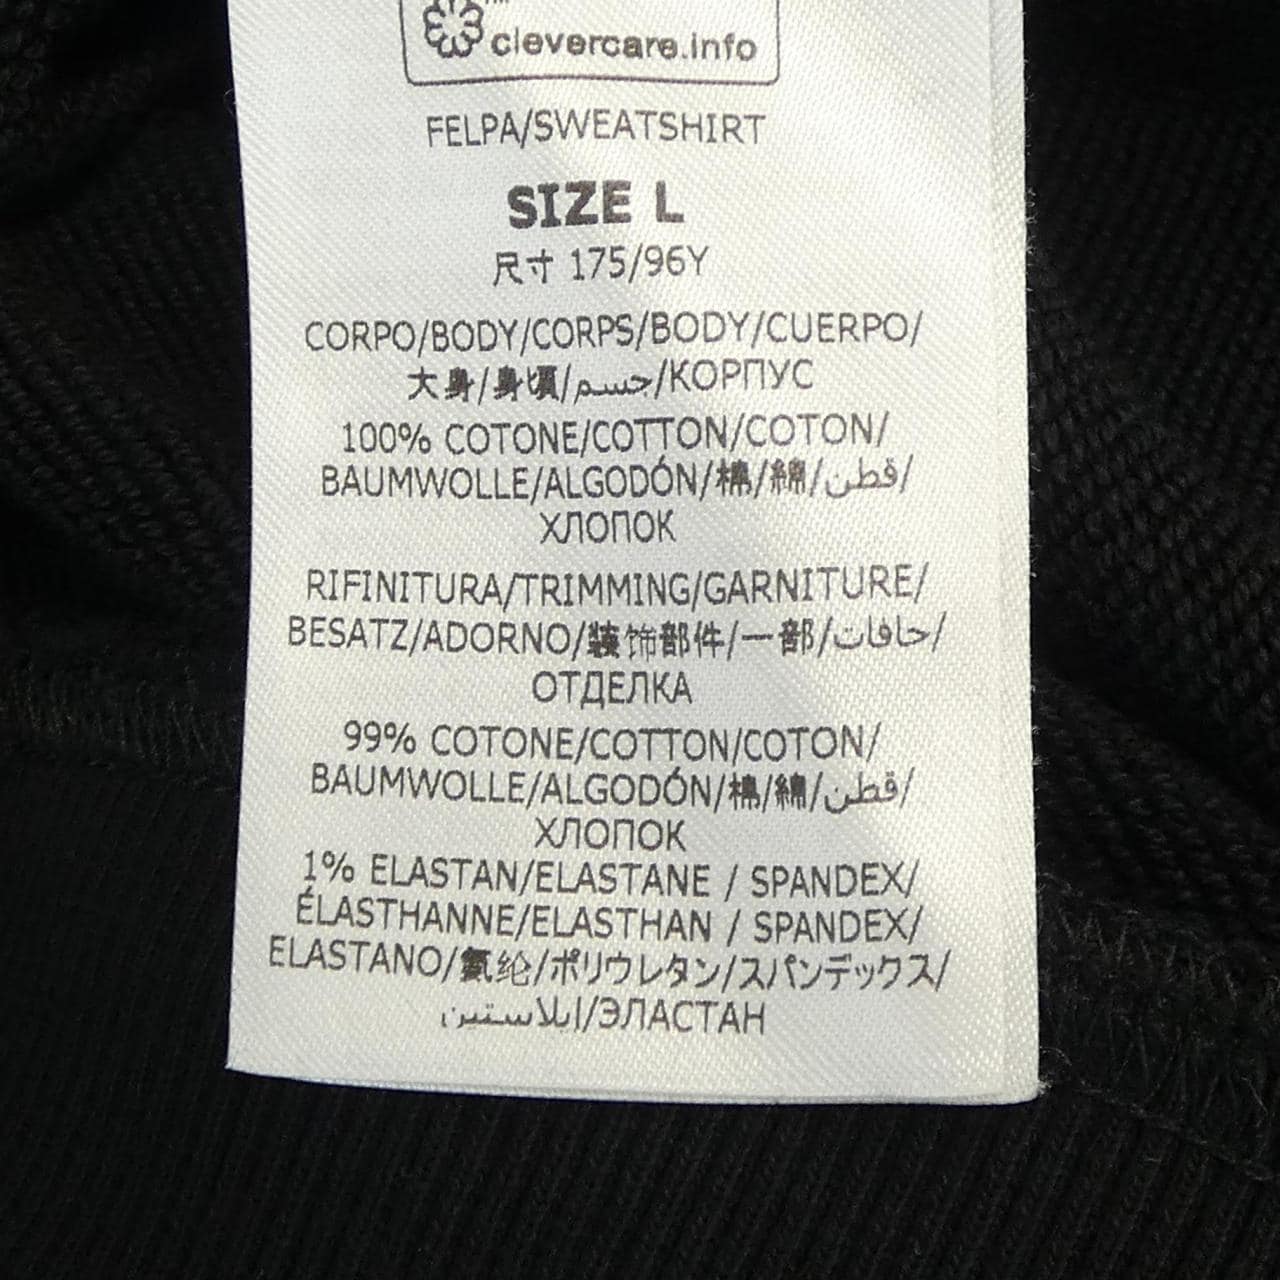 clevercare.info
FELPA/SWEATSHIRT
SIZE L
尺寸 175/96Y
CORPO/BODY/CORPS/BODY/CUERPO/
大身/身頃/جسم/КОРПУС
100% COTONE/COTTON/COTON/
BAUMWOLLE/ALGODÓN/棉/綿/قطن/
ХЛОПОК
RIFINITURA/TRIMMING/GARNITURE/
BESATZ/ADORNO/装饰部件/一部/حافات/
ОТДЕЛКА
99% COTONE/COTTON/COTON/
BAUMWOLLE/ALGODÓN/棉/綿/قطن/
ХЛОПОК
1% ELASTAN/ELASTANE / SPANDEX/
ÉLASTHANNE/ELASTHAN / SPANDEX/
ELASTANO/氨纶/ポリウレタン/スパンデックス/
ايلاستين/ЭЛАСТАН